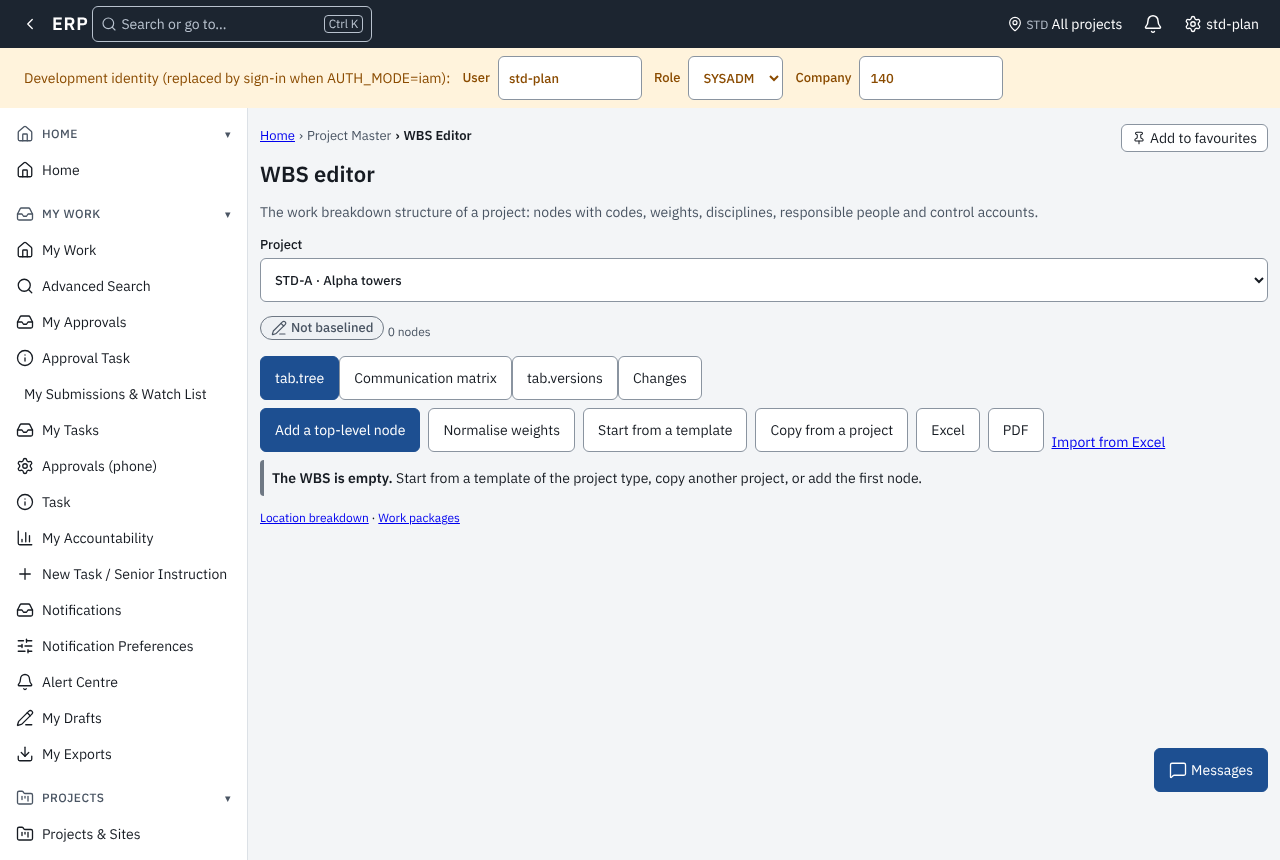 ERP
Search or go to...
Ctrl K
STD All projects
std-plan
Development identity (replaced by sign-in when AUTH_MODE=iam):
User
std-plan
Role
SYSADM
Company
140
HOME
Home
MY WORK
My Work
Advanced Search
My Approvals
Approval Task
My Submissions & Watch List
My Tasks
Approvals (phone)
Task
My Accountability
New Task / Senior Instruction
Notifications
Notification Preferences
Alert Centre
My Drafts
My Exports
PROJECTS
Projects & Sites
Home › Project Master › WBS Editor
Add to favourites
WBS editor
The work breakdown structure of a project: nodes with codes, weights, disciplines, responsible people and control accounts.
Project
STD-A · Alpha towers
Not baselined
0 nodes
tab.tree
Communication matrix
tab.versions
Changes
Add a top-level node
Normalise weights
Start from a template
Copy from a project
Excel
PDF
Import from Excel
The WBS is empty. Start from a template of the project type, copy another project, or add the first node.
Location breakdown · Work packages
Messages